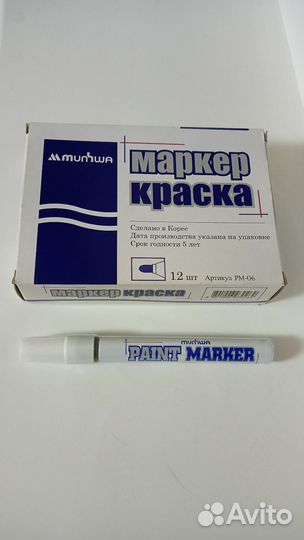 munhwa
маркер
краска
Сделано в Корее
Дата производства указана на упаковке
Срок годности 5 лет
12 шт Артикул PM-06
маркер краска
munhwa
PAINT MARKER
Avito